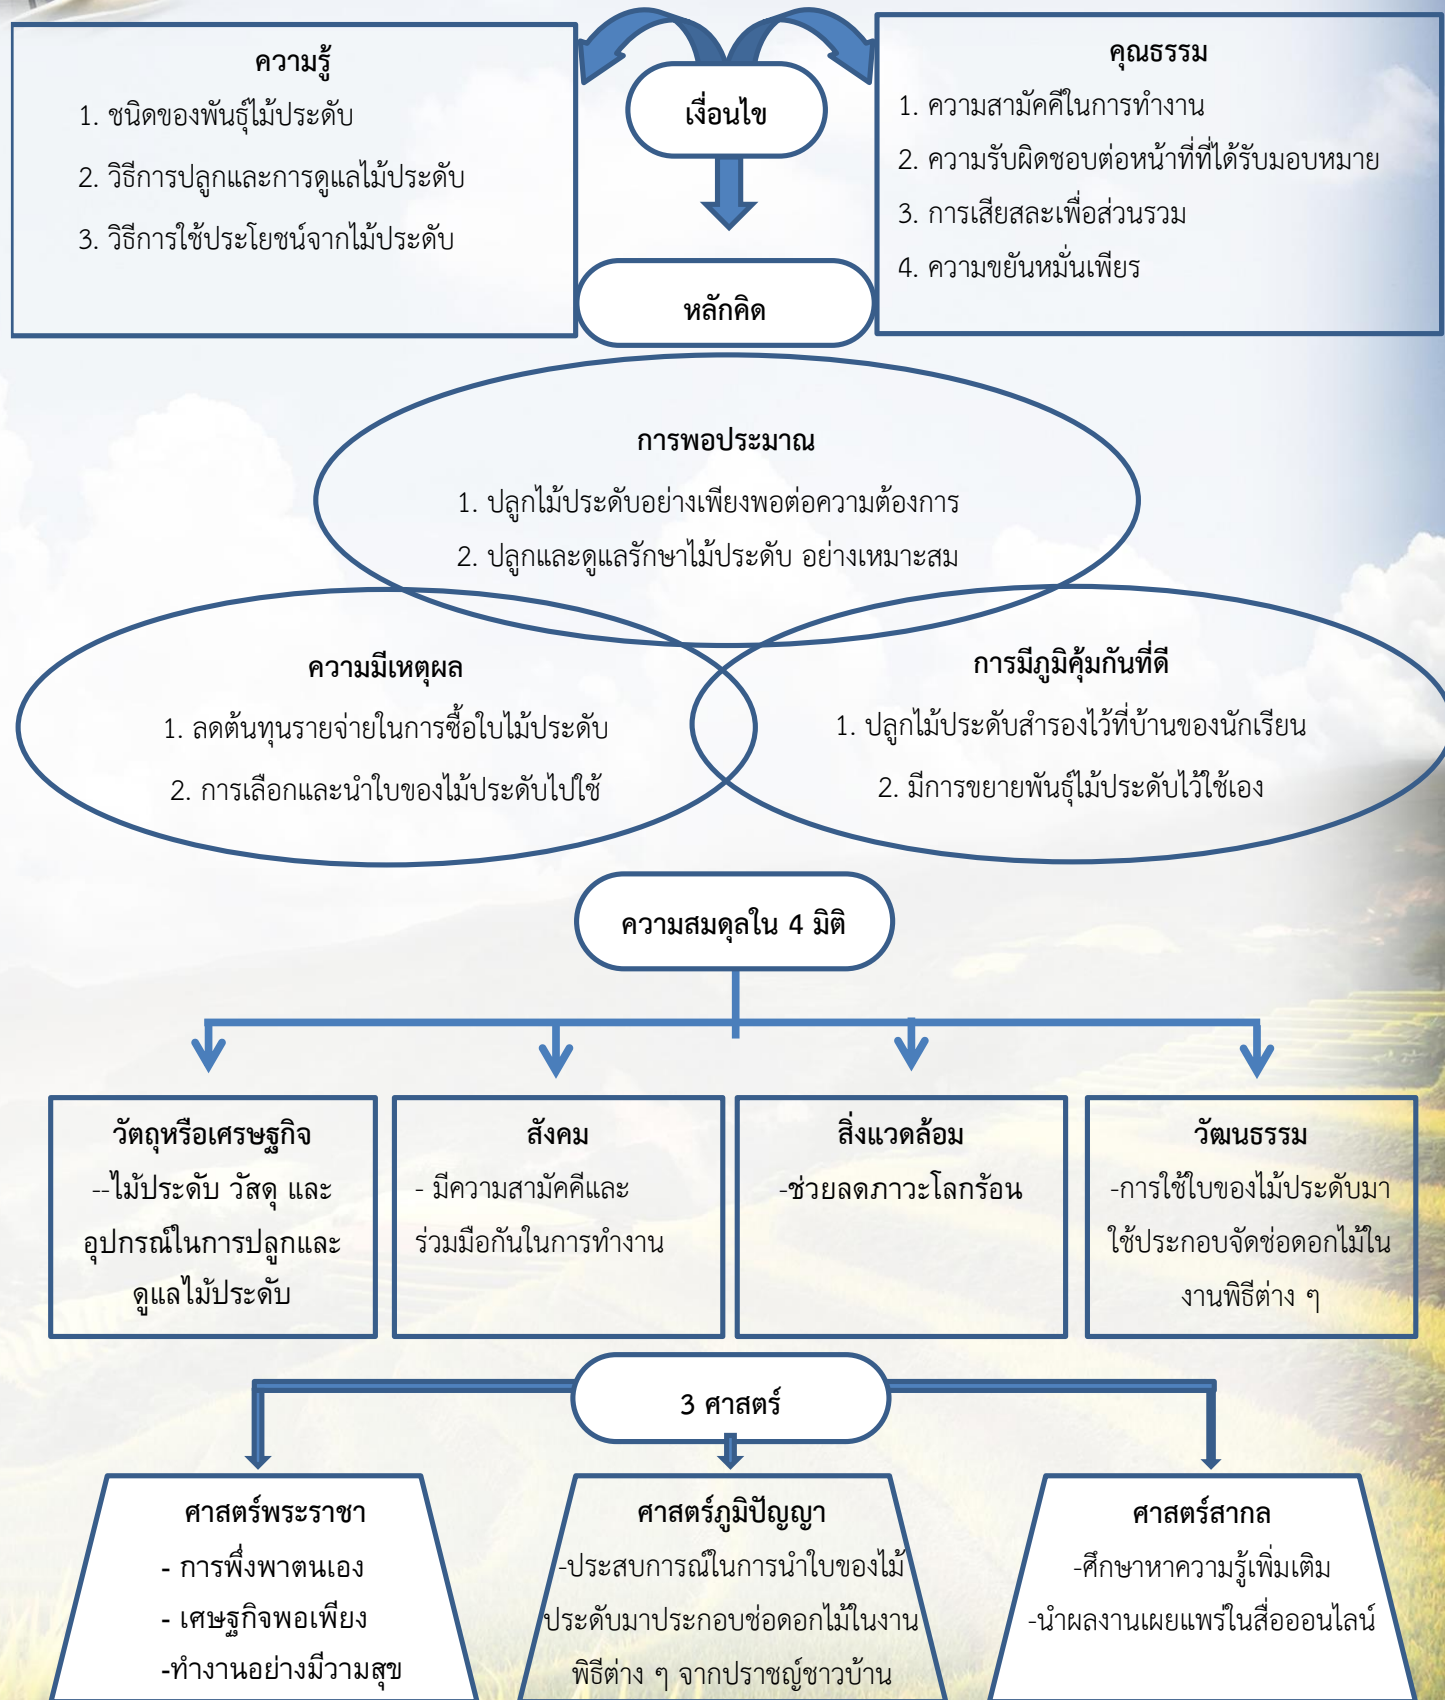 ความรู้
1. ชนิดของพันธุ์ไม้ประดับ
2. วิธีการปลูกและการดูแลไม้ประดับ
3. วิธีการใช้ประโยชน์จากไม้ประดับ
เงื่อนไข
คุณธรรม
1. ความสามัคคีในการทำงาน
2. ความรับผิดชอบต่อหน้าที่ที่ได้รับมอบหมาย
3. การเสียสละเพื่อส่วนรวม
4. ความขยันหมั่นเพียร
หลักคิด
การพอประมาณ
1. ปลูกไม้ประดับอย่างเพียงพอต่อความต้องการ
2. ปลูกและดูแลรักษาไม้ประดับ อย่างเหมาะสม
ความมีเหตุผล
1. ลดต้นทุนรายจ่ายในการซื้อใบไม้ประดับ
2. การเลือกและนำใบของไม้ประดับไปใช้
การมีภูมิคุ้มกันที่ดี
1. ปลูกไม้ประดับสำรองไว้ที่บ้านของนักเรียน
2. มีการขยายพันธุ์ไม้ประดับไว้ใช้เอง
ความสมดุลใน 4 มิติ
วัตถุหรือเศรษฐกิจ
--ไม้ประดับ วัสดุ และ
อุปกรณ์ในการปลูกและ
ดูแลไม้ประดับ
สังคม
- มีความสามัคคีและ
ร่วมมือกันในการทำงาน
สิ่งแวดล้อม
-ช่วยลดภาวะโลกร้อน
วัฒนธรรม
-การใช้ใบของไม้ประดับมา
ใช้ประกอบจัดช่อดอกไม้ใน
งานพิธีต่าง ๆ
3 ศาสตร์
ศาสตร์พระราชา
- การพึ่งพาตนเอง
- เศรษฐกิจพอเพียง
-ทำงานอย่างมีวามสุข
ศาสตร์ภูมิปัญญา
-ประสบการณ์ในการนำใบของไม้
ประดับมาประกอบช่อดอกไม้ในงาน
พิธีต่าง ๆ จากปราชญ์ชาวบ้าน
ศาสตร์สากล
-ศึกษาหาความรู้เพิ่มเติม
-นำผลงานเผยแพร่ในสื่อออนไลน์